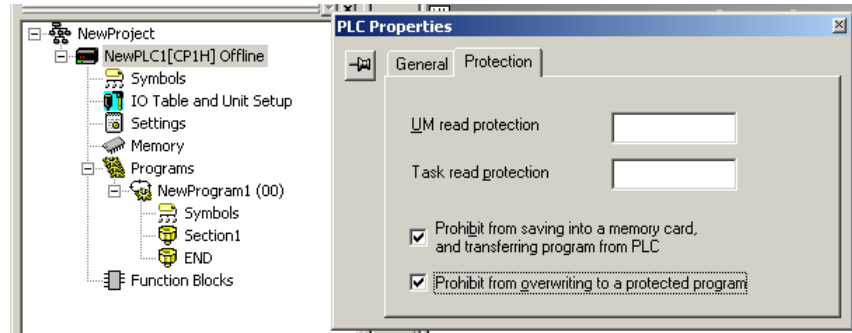 NewProject
NewPLC1[CP1H] Offline
Symbols
IO Table and Unit Setup
Settings
Memory
Programs
NewProgram1 (00)
Symbols
Section1
END
Function Blocks
PLC Properties
General Protection
UM read protection
Task read protection
Prohibit from saving into a memory card,
and transferring program from PLC
Prohibit from overwriting to a protected program